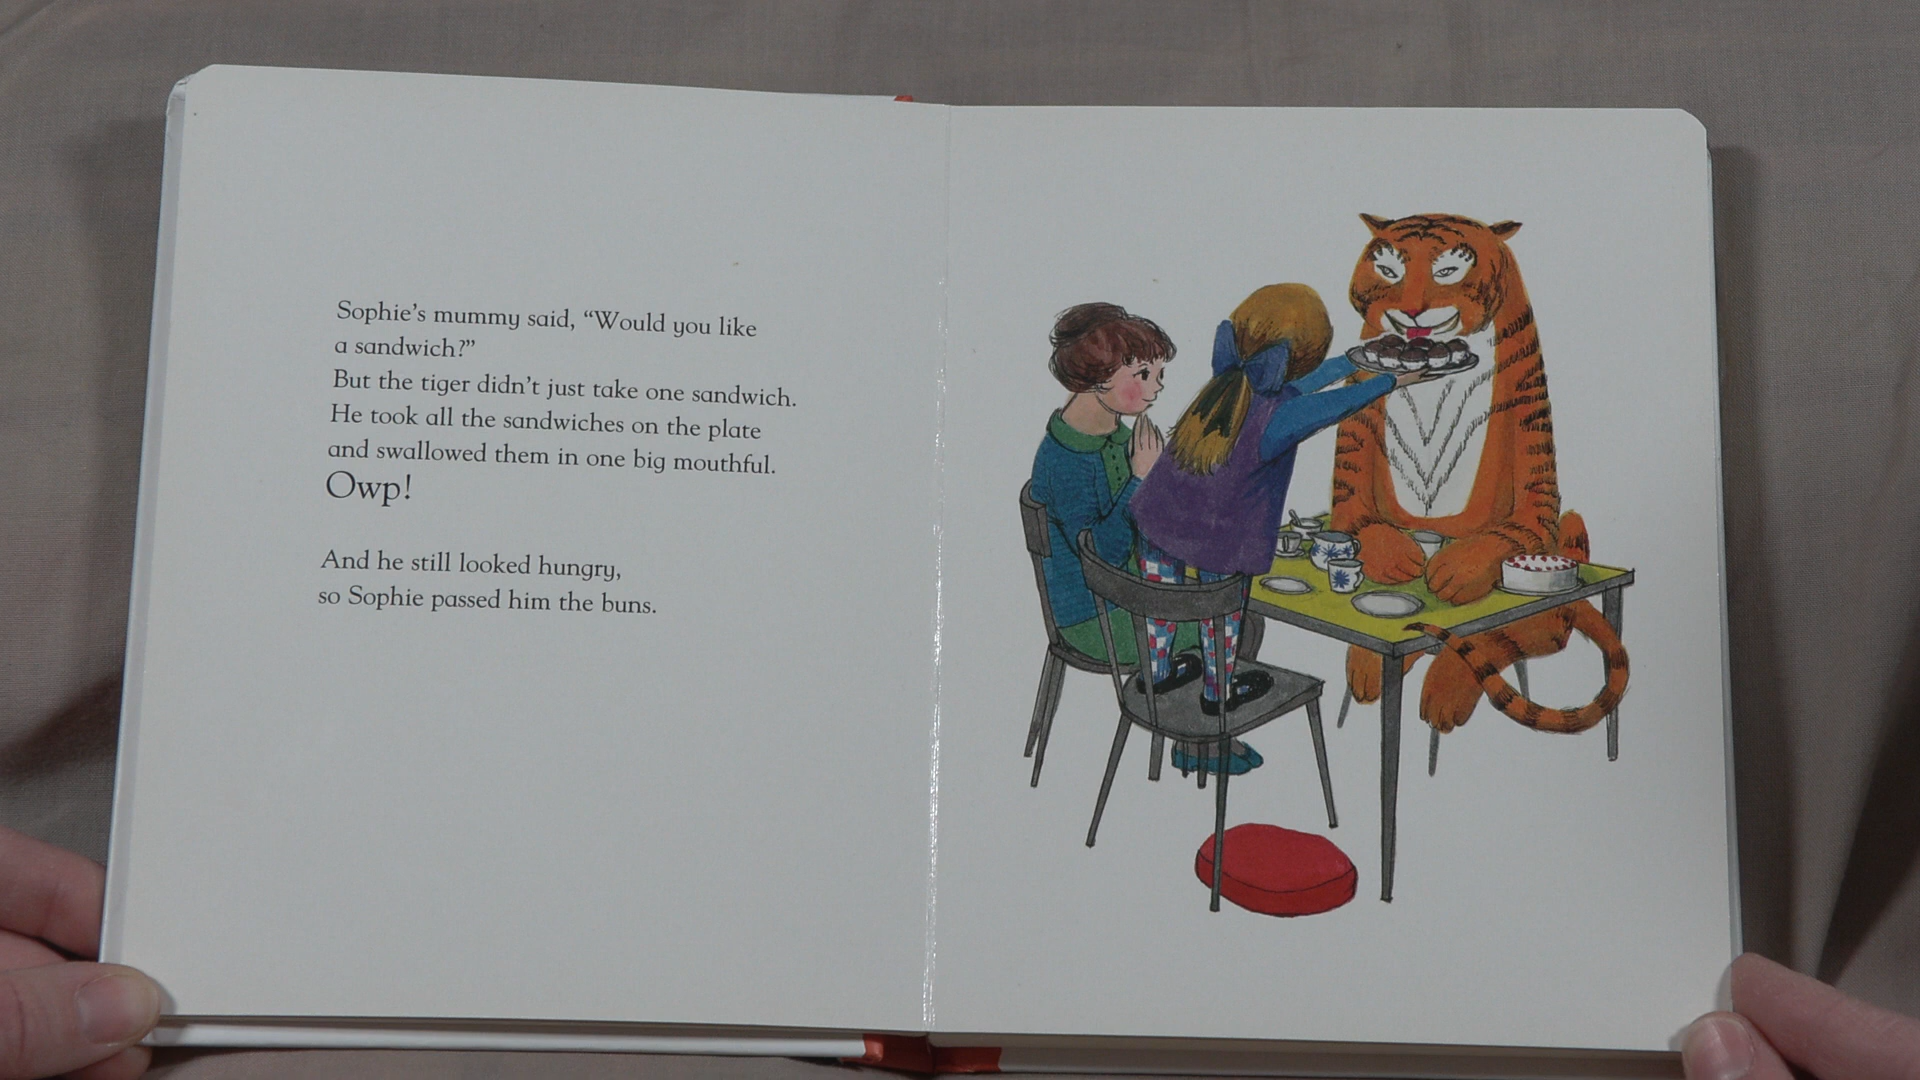 Sophie's mummy said, “Would you like
a sandwich?”
But the tiger didn't just take one sandwich.
He took all the sandwiches on the plate
and swallowed them in one big mouthful.
Owp!
And he still looked hungry,
so Sophie passed him the buns.